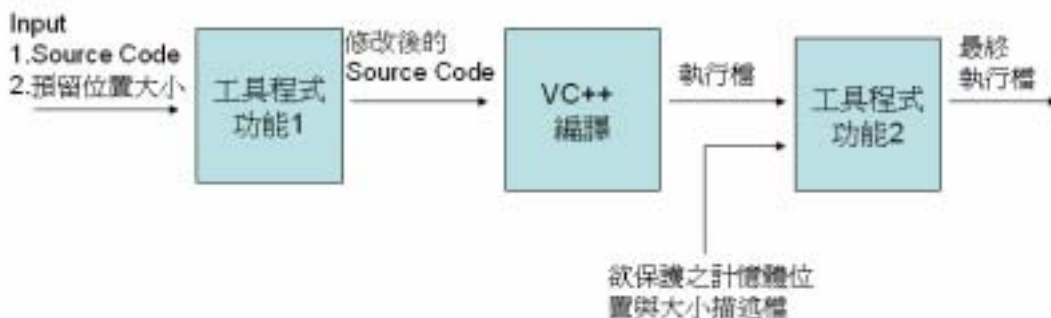 Input
1.Source Code
2.預留位置大小
工具程式
功能1
修改後的
Source Code
VC++
編譯
執行檔
工具程式
功能2
最終
執行檔
欲保護之計憶體位
置與大小描述檔